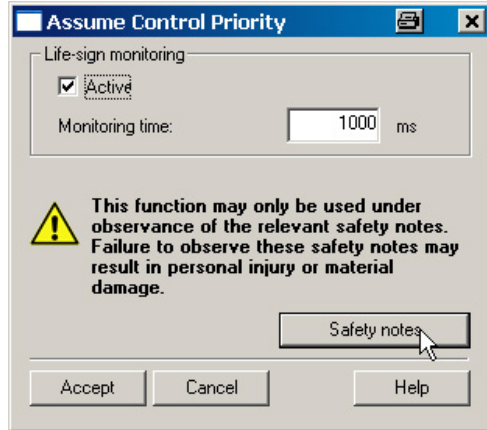 Assume Control Priority
Life-sign monitoring
Active
Monitoring time: 1000 ms
This function may only be used under
observance of the relevant safety notes.
Failure to observe these safety notes may
result in personal injury or material
damage.
Safety notes
Accept Cancel Help